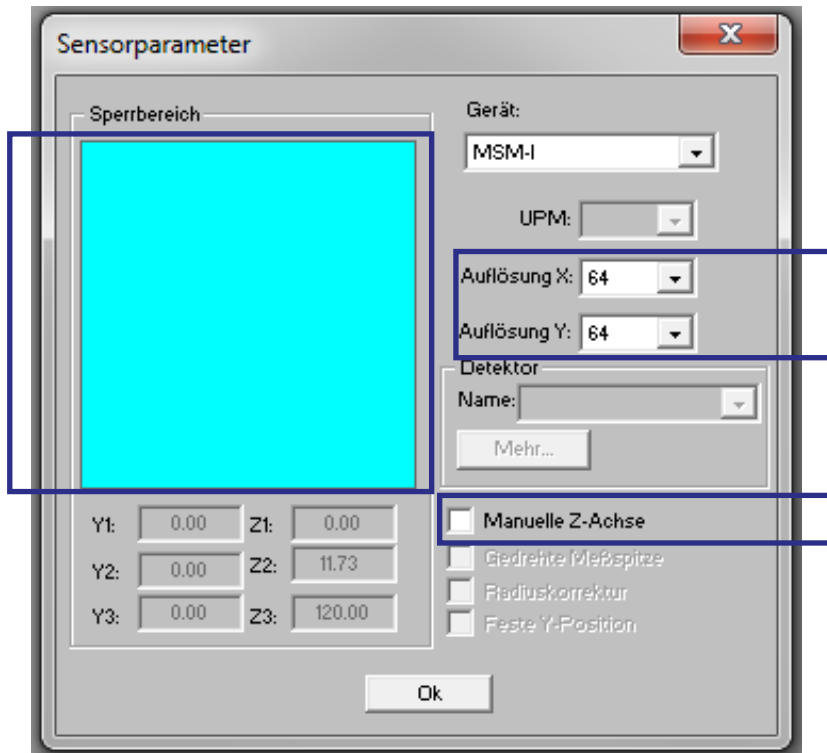 Sensorparameter
Sperrbereich
Y1: 0.00 Z1: 0.00
Y2: 0.00 Z2: 11.73
Y3: 0.00 Z3: 120.00
Gerät:
MSM-I
UPM:
Auflösung X: 64
Auflösung Y: 64
Detektor
Name:
Mehr...
Manuelle Z-Achse
Gedrehte Meßspitze
Radiuskorrektur
Feste Y-Position
Ok